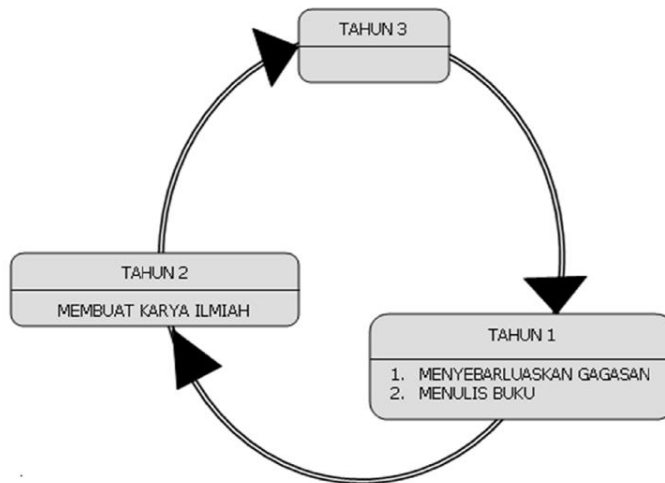 TAHUN 3
TAHUN 2
MEMBUAT KARYA ILMIAH
TAHUN 1
1. MENYEBARLUASKAN GAGASAN
2. MENULIS BUKU